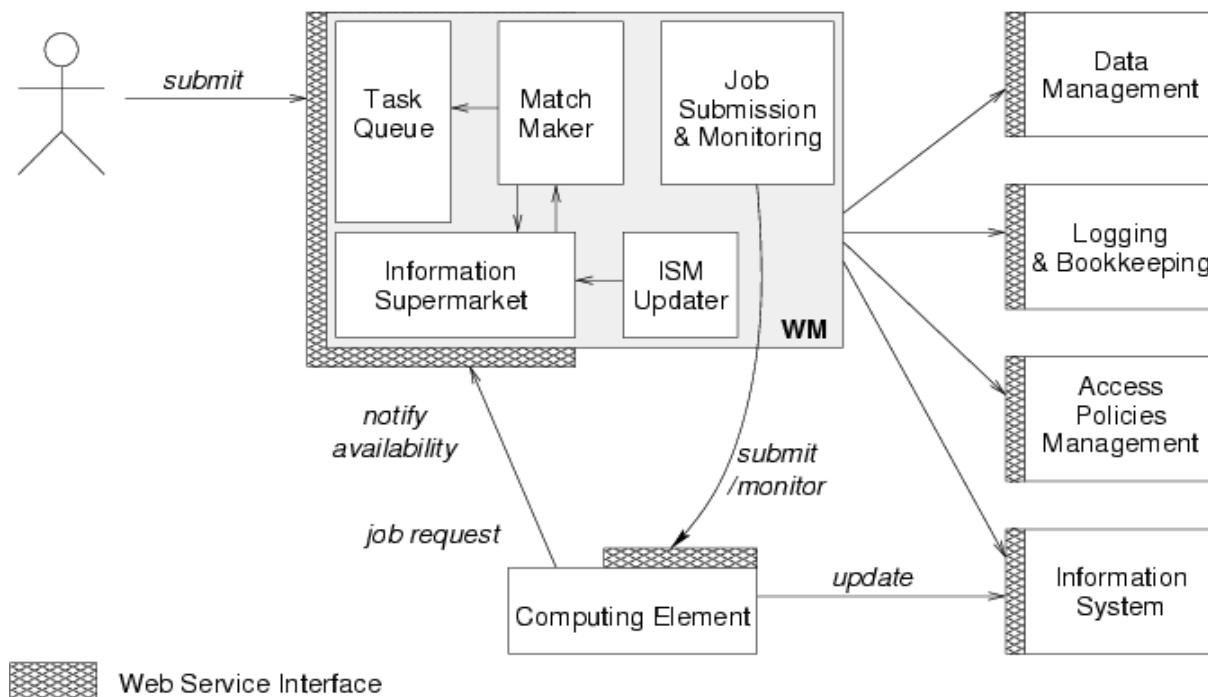 submit
Task
Queue
Match
Maker
Job
Submission
& Monitoring
Information
Supermarket
ISM
Updater
WM
Data
Management
Logging
& Bookkeeping
Access
Policies
Management
Information
System
notify
availability
job request
submit
/monitor
Computing Element
update
Web Service Interface